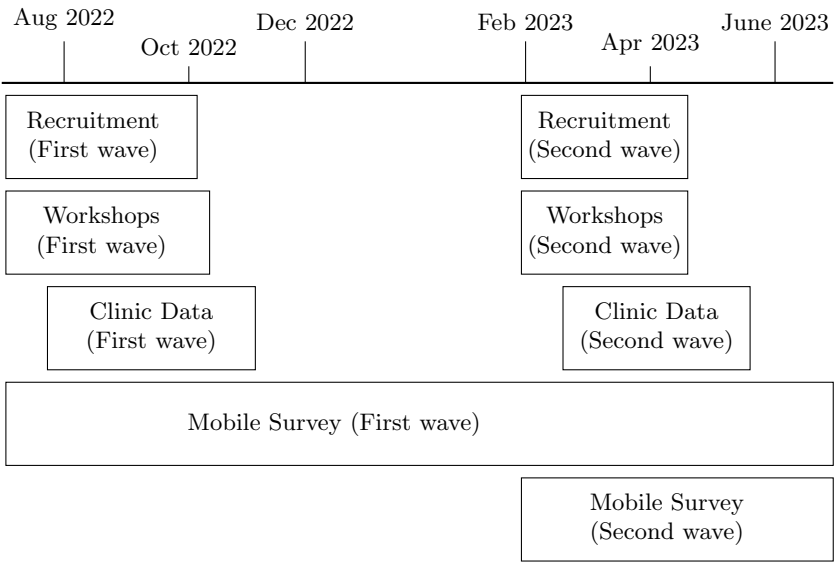 Aug 2022
Oct 2022
Dec 2022
Feb 2023
Apr 2023
June 2023
Recruitment
(First wave)
Recruitment
(Second wave)
Workshops
(First wave)
Workshops
(Second wave)
Clinic Data
(First wave)
Clinic Data
(Second wave)
Mobile Survey (First wave)
Mobile Survey
(Second wave)